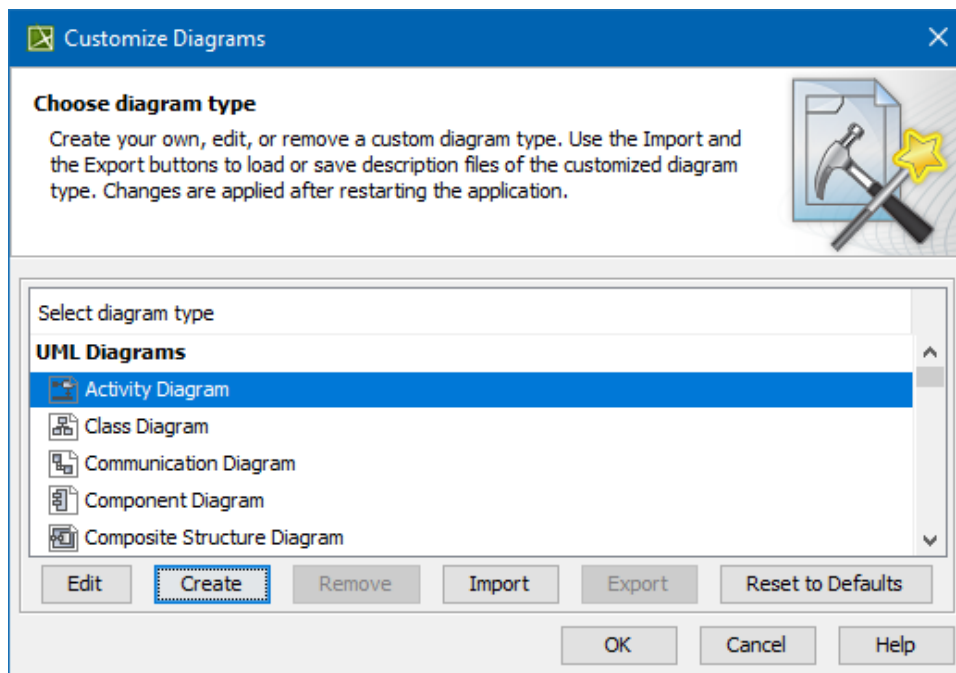 Customize Diagrams
Choose diagram type
Create your own, edit, or remove a custom diagram type. Use the Import and
the Export buttons to load or save description files of the customized diagram
type. Changes are applied after restarting the application.
Select diagram type
UML Diagrams
Activity Diagram
Class Diagram
Communication Diagram
Component Diagram
Composite Structure Diagram
Edit Create Remove Import Export Reset to Defaults
OK Cancel Help